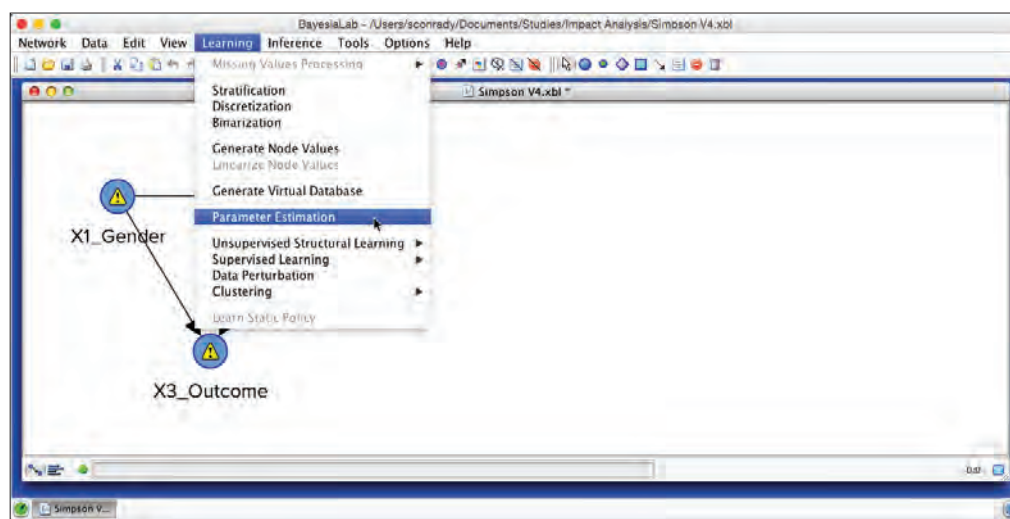 BayesiaLab - /Users/sconrady/Documents/Studies/Impact Analysis/Simpson V4.xbl
Network Data Edit View Learning Inference Tools Options Help
Missing Values Processing
Simpson V4.xbl *
Stratification
Discretization
Binarization
Generate Node Values
Linearize Node Values
Generate Virtual Database
Parameter Estimation
X1_Gender
Unsupervised Structural Learning
Supervised Learning
Data Perturbation
Clustering
Learn Static Policy
X3_Outcome
Simpson V...